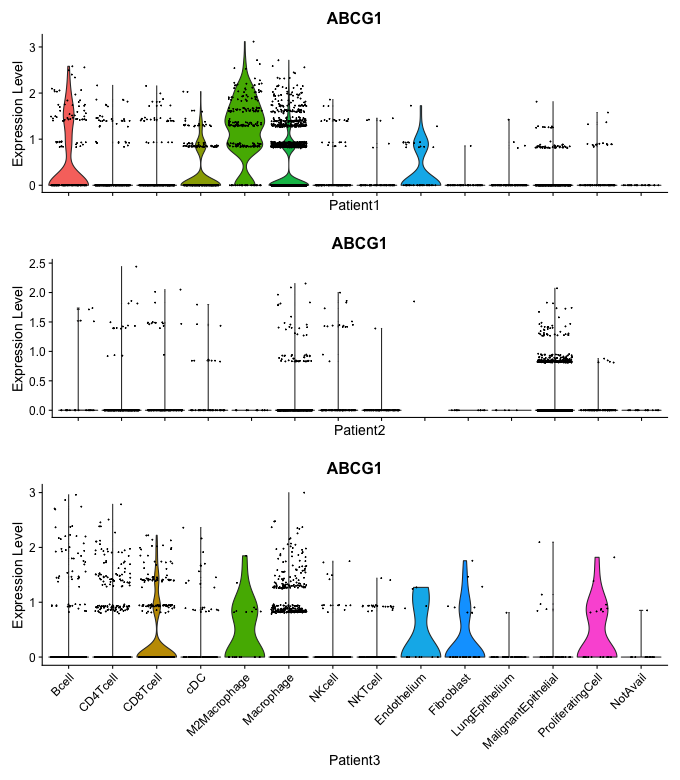 ABCG1
Expression Level
3
2
1
0
Patient1
ABCG1
Expression Level
2.5
2.0
1.5
1.0
0.5
0.0
Patient2
ABCG1
Expression Level
3
2
1
0
Bcell
CD4Tcell
CD8Tcell
cDC
M2Macrophage
Macrophage
NKcell
NKTcell
Endothelium
Fibroblast
LungEpithelium
MalignantEpithelial
ProliferatingCell
NotAvail
Patient3